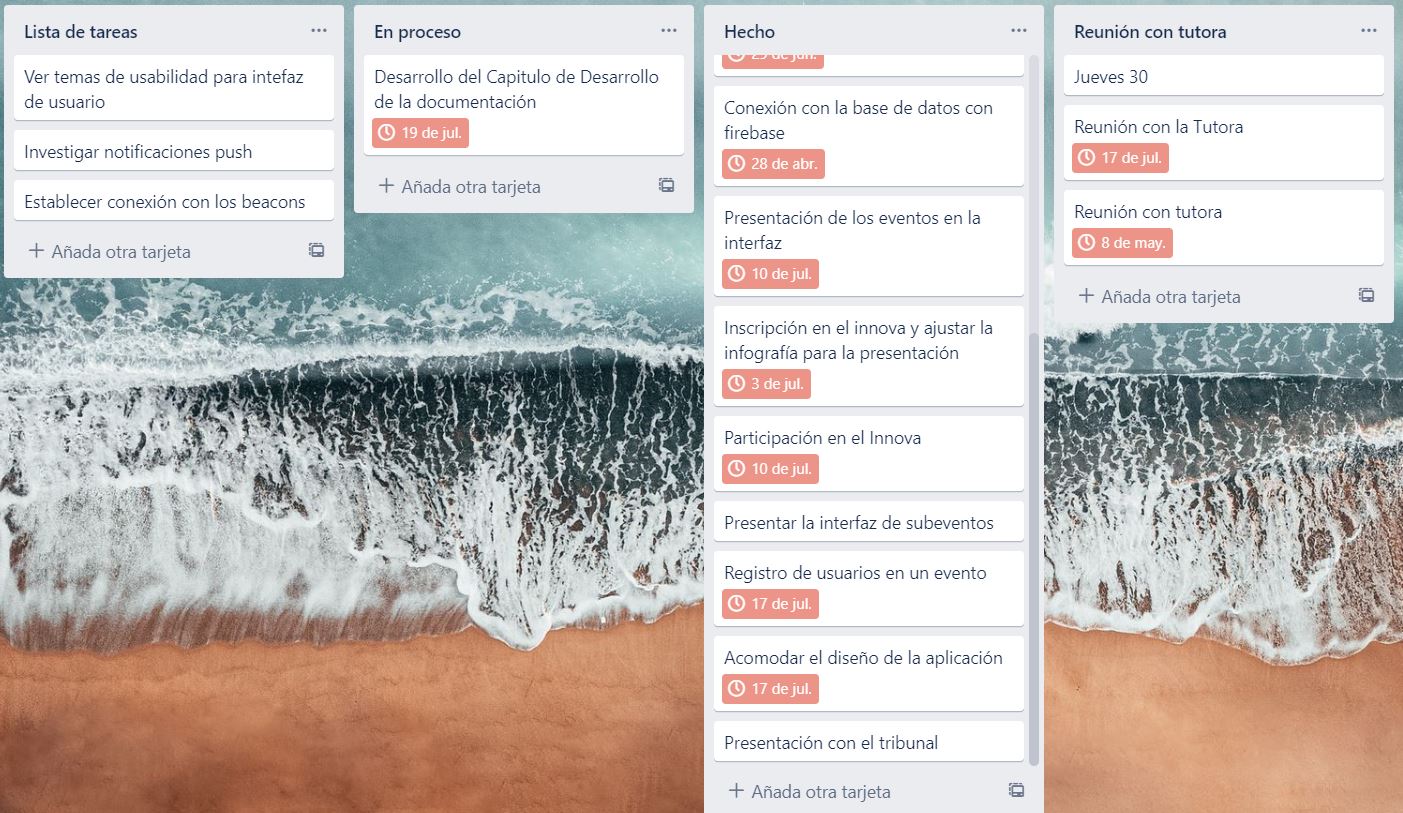 Lista de tareas
Ver temas de usabilidad para intefaz
de usuario
Investigar notificaciones push
Establecer conexión con los beacons
Añada otra tarjeta
En proceso
Desarrollo del Capitulo de Desarrollo
de la documentación
19 de jul.
Añada otra tarjeta
Hecho
Conexión con la base de datos con
firebase
28 de abr.
Presentación de los eventos en la
interfaz
10 de jul.
Inscripción en el innova y ajustar la
infografía para la presentación
3 de jul.
Participación en el Innova
10 de jul.
Presentar la interfaz de subeventos
Registro de usuarios en un evento
17 de jul.
Acomodar el diseño de la aplicación
17 de jul.
Presentación con el tribunal
Añada otra tarjeta
Reunión con tutora
Jueves 30
Reunión con la Tutora
17 de jul.
Reunión con tutora
8 de may.
Añada otra tarjeta